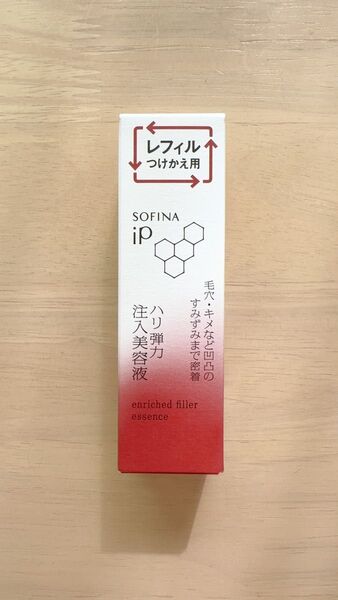 レフィル
つけかえ用
SOFINA
iP
毛穴・キメなど凹凸の
すみずみまで密着
ハリ弾力
注入美容液
enriched filler
essence